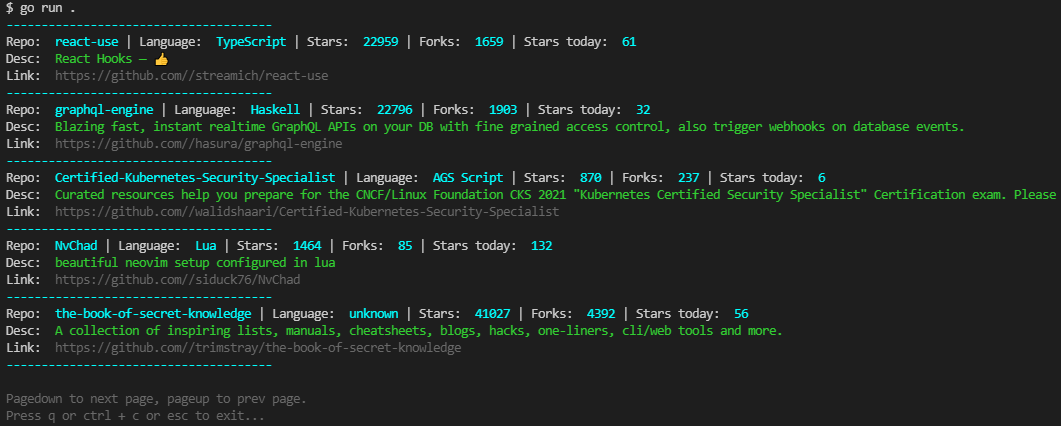 $ go run .
--------------------------------------
Repo:  react-use | Language:  TypeScript | Stars:  22959 | Forks:  1659 | Stars today:  61
Desc:  React Hooks — 👍
Link:  https://github.com//streamich/react-use
--------------------------------------
Repo:  graphql-engine | Language:  Haskell | Stars:  22796 | Forks:  1903 | Stars today:  32
Desc:  Blazing fast, instant realtime GraphQL APIs on your DB with fine grained access control, also trigger webhooks on database events.
Link:  https://github.com//hasura/graphql-engine
--------------------------------------
Repo:  Certified-Kubernetes-Security-Specialist | Language:  AGS Script | Stars:  870 | Forks:  237 | Stars today:  6
Desc:  Curated resources help you prepare for the CNCF/Linux Foundation CKS 2021 "Kubernetes Certified Security Specialist" Certification exam. Please
Link:  https://github.com//walidshaari/Certified-Kubernetes-Security-Specialist
--------------------------------------
Repo:  NvChad | Language:  Lua | Stars:  1464 | Forks:  85 | Stars today:  132
Desc:  beautiful neovim setup configured in lua
Link:  https://github.com//siduck76/NvChad
--------------------------------------
Repo:  the-book-of-secret-knowledge | Language:  unknown | Stars:  41027 | Forks:  4392 | Stars today:  56
Desc:  A collection of inspiring lists, manuals, cheatsheets, blogs, hacks, one-liners, cli/web tools and more.
Link:  https://github.com//trimstray/the-book-of-secret-knowledge
--------------------------------------
Pagedown to next page, pageup to prev page.
Press q or ctrl + c or esc to exit...